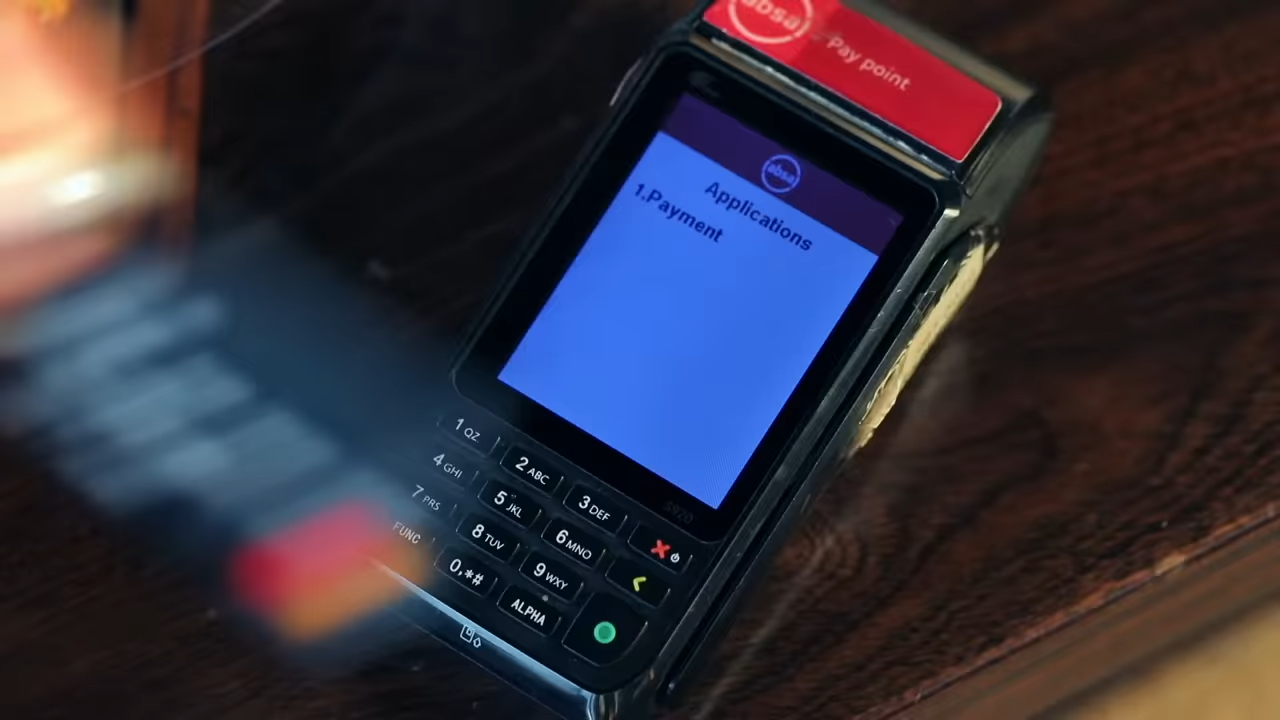 absa
Pay point
absa
Applications
1.Payment
S920
1 QZ.
2 ABC
3 DEF
4 GHI
5 JKL
6 MNO
7 PRS
8 TUV
9 WXY
FUNC
0,*#
ALPHA